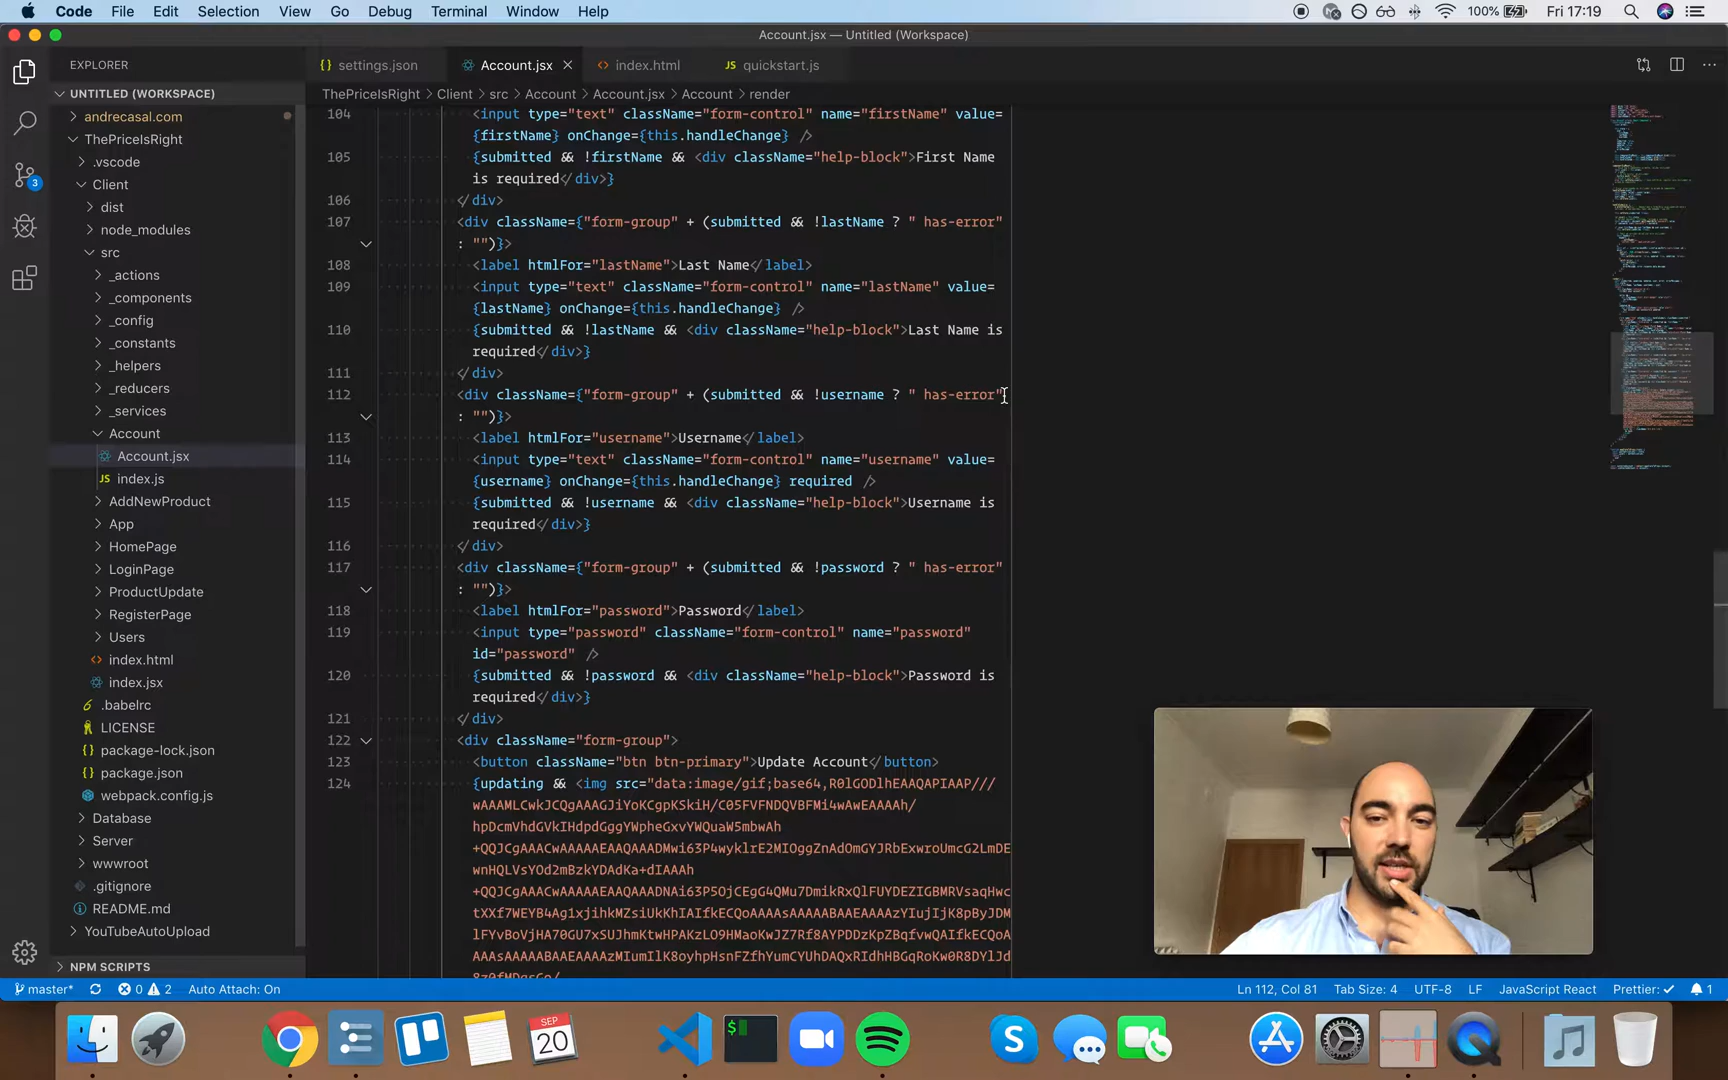 Code File Edit Selection View Go Debug Terminal Window Help 100% Fri 17:19
Account.jsx — Untitled (Workspace)
EXPLORER
settings.json Account.jsx index.html quickstart.js
UNTITLED (WORKSPACE)
ThePriceIsRight > Client > src > Account > Account.jsx > Account > render
andrecasal.com
ThePriceIsRight
.vscode
Client
dist
node_modules
src
_actions
_components
_config
_constants
_helpers
_reducers
_services
Account
Account.jsx
JS index.js
AddNewProduct
App
HomePage
LoginPage
ProductUpdate
RegisterPage
Users
index.html
index.jsx
.babelrc
LICENSE
package-lock.json
package.json
webpack.config.js
Database
Server
wwwroot
.gitignore
README.md
YouTubeAutoUpload
NPM SCRIPTS
3
104 <input type="text" className="form-control" name="firstName" value=
{firstName} onChange={this.handleChange} />
105 {submitted && !firstName && <div className="help-block">First Name
is required</div>}
106 </div>
107 <div className={"form-group" + (submitted && !lastName ? " has-error"
: "")}>
108 <label htmlFor="lastName">Last Name</label>
109 <input type="text" className="form-control" name="lastName" value=
{lastName} onChange={this.handleChange} />
110 {submitted && !lastName && <div className="help-block">Last Name is
required</div>}
111 </div>
112 <div className={"form-group" + (submitted && !username ? " has-error"
: "")}>
113 <label htmlFor="username">Username</label>
114 <input type="text" className="form-control" name="username" value=
{username} onChange={this.handleChange} required />
115 {submitted && !username && <div className="help-block">Username is
required</div>}
116 </div>
117 <div className={"form-group" + (submitted && !password ? " has-error"
: "")}>
118 <label htmlFor="password">Password</label>
119 <input type="password" className="form-control" name="password"
id="password" />
120 {submitted && !password && <div className="help-block">Password is
required</div>}
121 </div>
122 <div className="form-group">
123 <button className="btn btn-primary">Update Account</button>
124 {updating && <img src="data:image/gif;base64,R0lGODlhEAAQAPIAAP///
wAAAMLCwkJCQgAAAGJiYoKCgpKSkiH/C05FVFNDQVBFMi4wAwEAAAAh/
hpDcmVhdGVkIHdpdGggYWpheGxvYWQuaW5mbwAh
+QQJCgAAACwAAAAAEAAQAAADMwi63P4wyklrE2MIOggZnAdOmGYJRbExwroUmcG2LmDE
wnHQLVsYOd2mBzkYDAdKa+dIAAAh
+QQJCgAAACwAAAAAEAAQAAADNAi63P5OjCEgG4QMu7DmikRxQlFUYDEZIGBMRVsaqHwc
tXXf7WEYB4Ag1xjihkMZsiUkKhIAIfkECQoAAAAsAAAAABAAEAAAAzYIujIjK8pByJDM
lFYvBoVjHA70GU7xSUJhmKtwHPAKzLO9HMaoKwJZ7Rf8AYPDDzKpZBqfvwQAIfkECQoA
AAAsAAAAABAAEAAAAzMIumIlK8oyhpHsnFZfhYumCYUhDAQxRIdhHBGqRoKw0R8DYlJd
master* 0 2 Auto Attach: On Ln 112, Col 81 Tab Size: 4 UTF-8 LF JavaScript React Prettier: ✓ 1
SEP
20
$